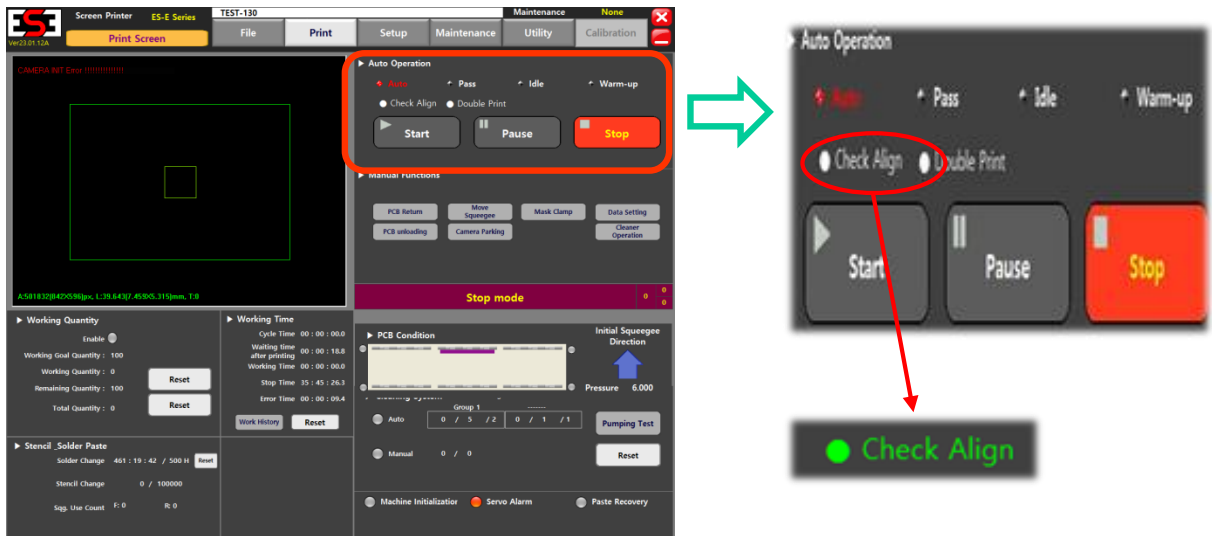 ESE
Screen Printer ES-E Series
Ver23.01.12A
Print Screen
TEST-130
Maintenance None
File Print Setup Maintenance Utility Calibration
CAMERA INIT Error !!!!!!!!!!!!!!
▶ Auto Operation
Auto Pass Idle Warm-up
Check Align Double Print
Start Pause Stop
▶ Manual Functions
PCB Return Move Squeegee Mask Clamp Data Setting
PCB unloading Camera Parking Cleaner Operation
A:501832(842X596)px, L:39.643(7.459X5.315)mm, T:0
Stop mode 0 0 0
▶ Working Quantity
Enable
Working Goal Quantity : 100
Working Quantity : 0
Remaining Quantity : 100
Reset
Total Quantity : 0
Reset
▶ Working Time
Cycle Time 00 : 00 : 00.0
Waiting time after printing 00 : 00 : 18.8
Working Time 00 : 00 : 00.0
Stop Time 35 : 45 : 26.3
Error Time 00 : 00 : 09.4
Work History Reset
▶ PCB Condition
Initial Squeegee
Direction
Pressure 6.000
Group 1 -------
Auto 0 / 5 / 2 0 / 1 / 1 Pumping Test
Manual 0 / 0 Reset
▶ Stencil _Solder Paste
Solder Change 461 : 19 : 42 / 500 H Reset
Stencil Change 0 / 100000
Sqg. Use Count F: 0 R: 0
Machine Initializatior Servo Alarm Paste Recovery
Auto Operation
Auto Pass Idle Warm-up
Check Align Double Print
Start Pause Stop
Check Align